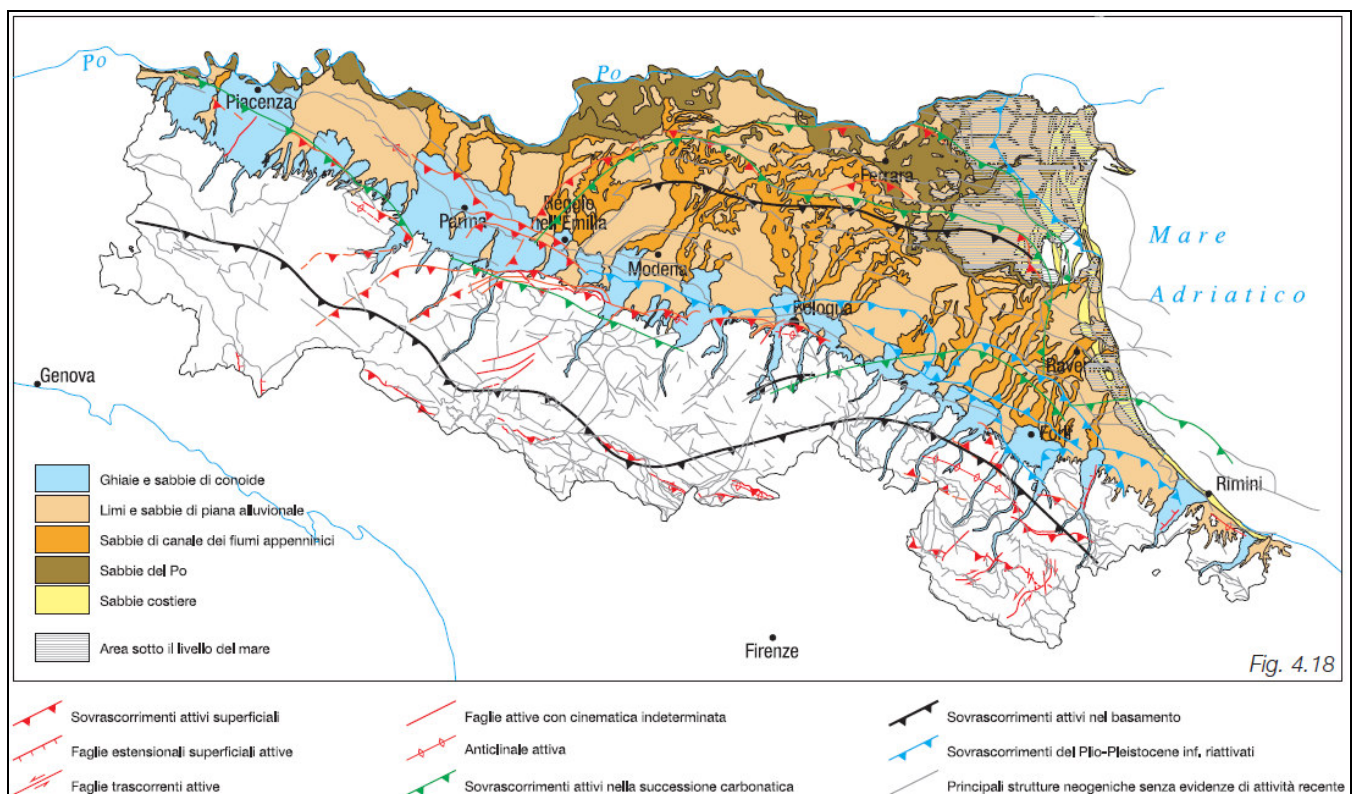 Po
Po
Piacenza
Ferrara
Parma
Reggio
nell'Emilia
Modena
Mare
Adriatico
Bologna
Genova
Raver
Forlì
Rimini
Firenze
Ghiaie e sabbie di conoide
Limi e sabbie di piana alluvionale
Sabbie di canale dei fiumi appenninici
Sabbie del Po
Sabbie costiere
Area sotto il livello del mare
Fig. 4.18
Sovrascorrimenti attivi superficiali
Faglie estensionali superficiali attive
Faglie trascorrenti attive
Faglie attive con cinematica indeterminata
Anticlinale attiva
Sovrascorrimenti attivi nella successione carbonatica
Sovrascorrimenti attivi nel basamento
Sovrascorrimenti del Plio-Pleistocene inf. riattivati
Principali strutture neogeniche senza evidenze di attività recente